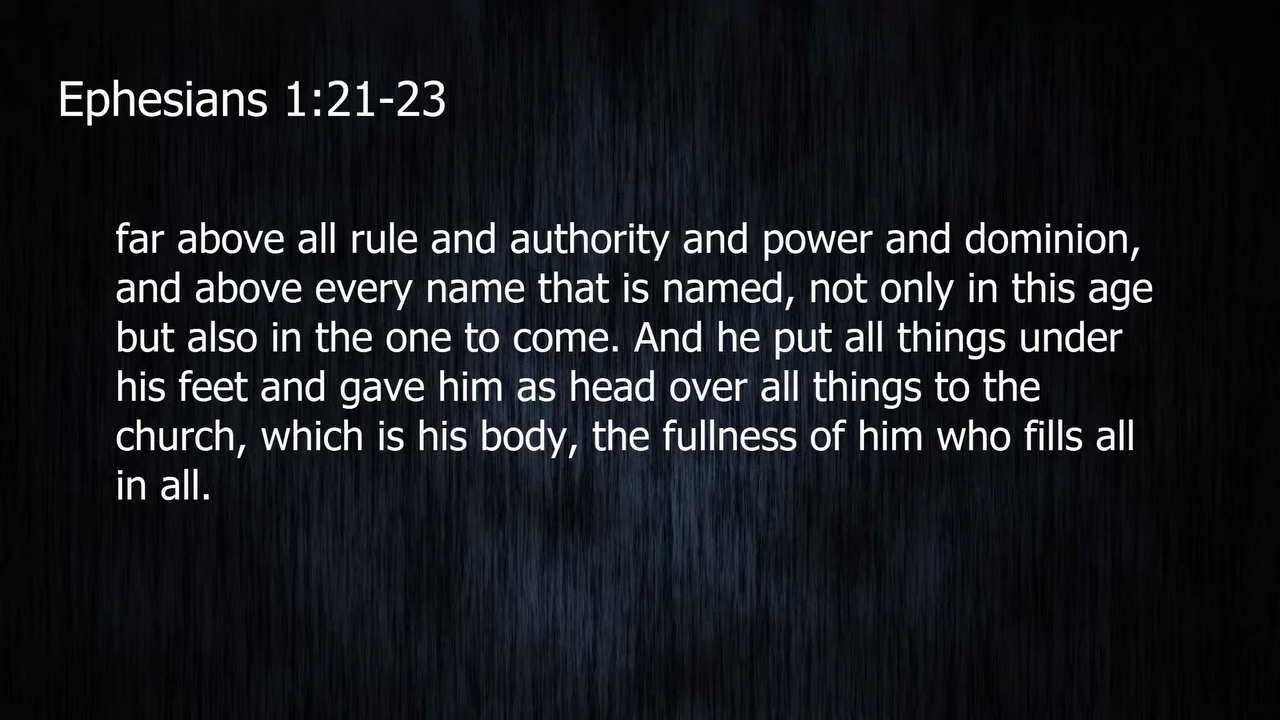 Ephesians 1:21-23
far above all rule and authority and power and dominion,
and above every name that is named, not only in this age
but also in the one to come. And he put all things under
his feet and gave him as head over all things to the
church, which is his body, the fullness of him who fills all
in all.